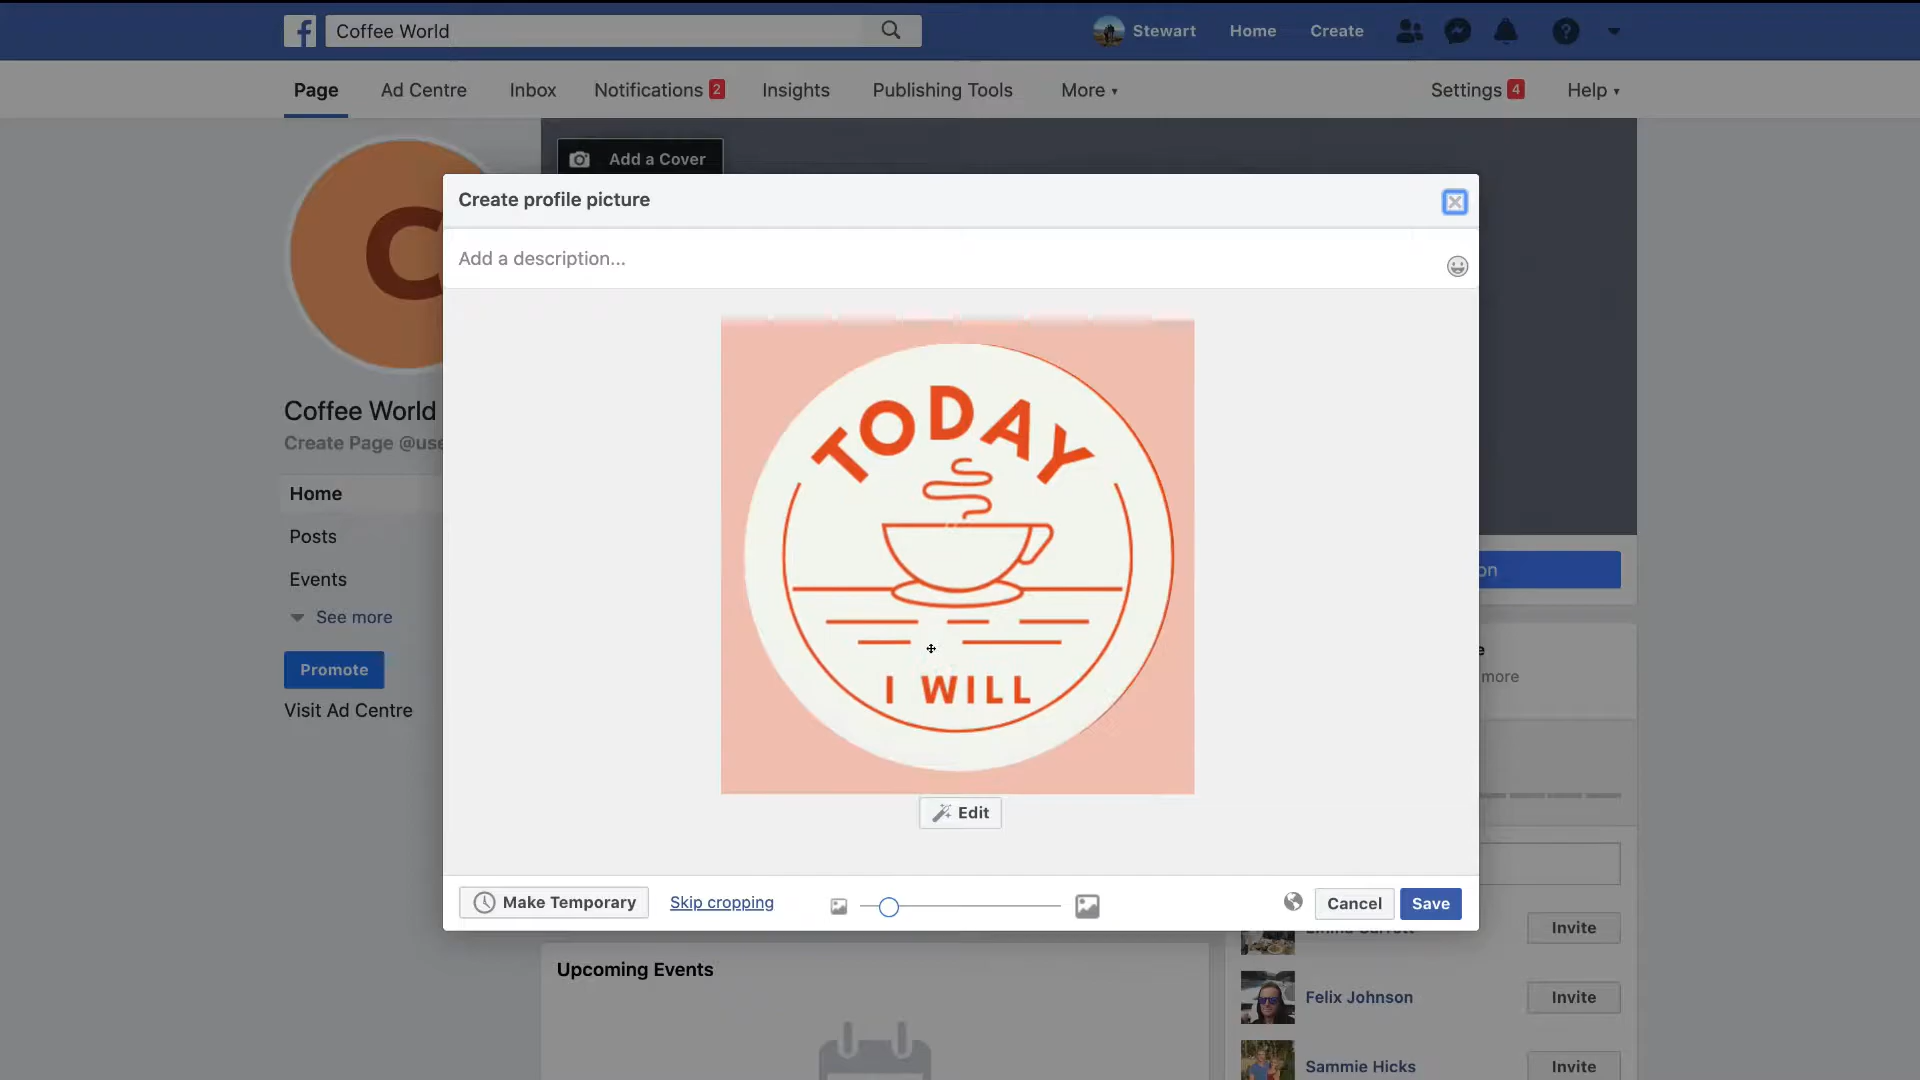 Coffee World
Stewart
Home
Create
Page
Ad Centre
Inbox
Notifications 2
Insights
Publishing Tools
More
Settings 4
Help
Add a Cover
Create profile picture
Add a description...
C
Coffee World
Create Page @use
Home
Posts
Events
See more
Promote
Visit Ad Centre
TODAY
I WILL
Edit
on
e
more
Make Temporary
Skip cropping
Cancel
Save
Invite
Upcoming Events
Felix Johnson
Invite
Sammie Hicks
Invite